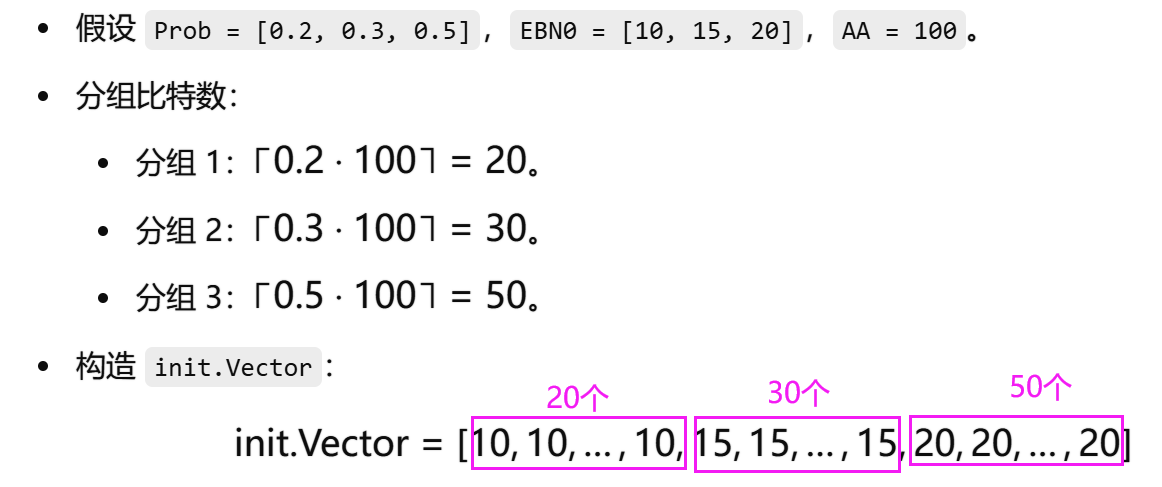 假设 Prob = [0.2, 0.3, 0.5]，EBN0 = [10, 15, 20]，AA = 100。
分组比特数：
分组 1：⌈0.2 · 100⌉ = 20。
分组 2：⌈0.3 · 100⌉ = 30。
分组 3：⌈0.5 · 100⌉ = 50。
构造 init.Vector：
20个 30个 50个
init.Vector = [10, 10, … , 10, 15, 15, … , 15, 20, 20, … , 20]